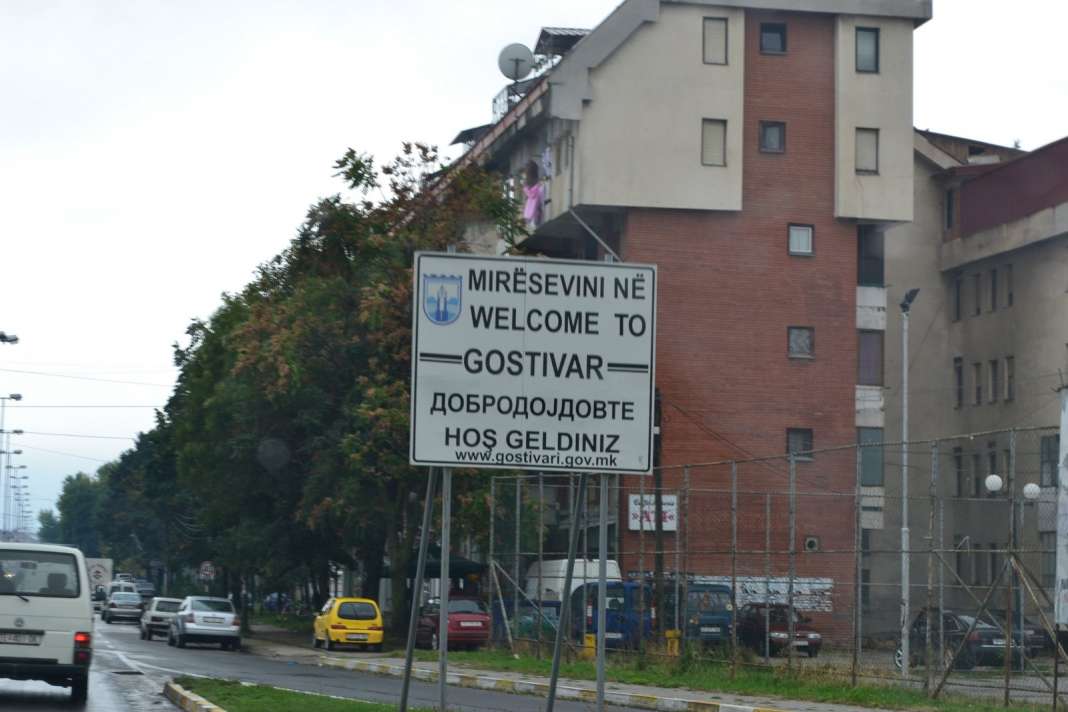 MIRËSEVINI NË
WELCOME TO
GOSTIVAR
ДОБРОДОЈДОВТЕ
HOŞ GELDINIZ
www.gostivari.gov.mk